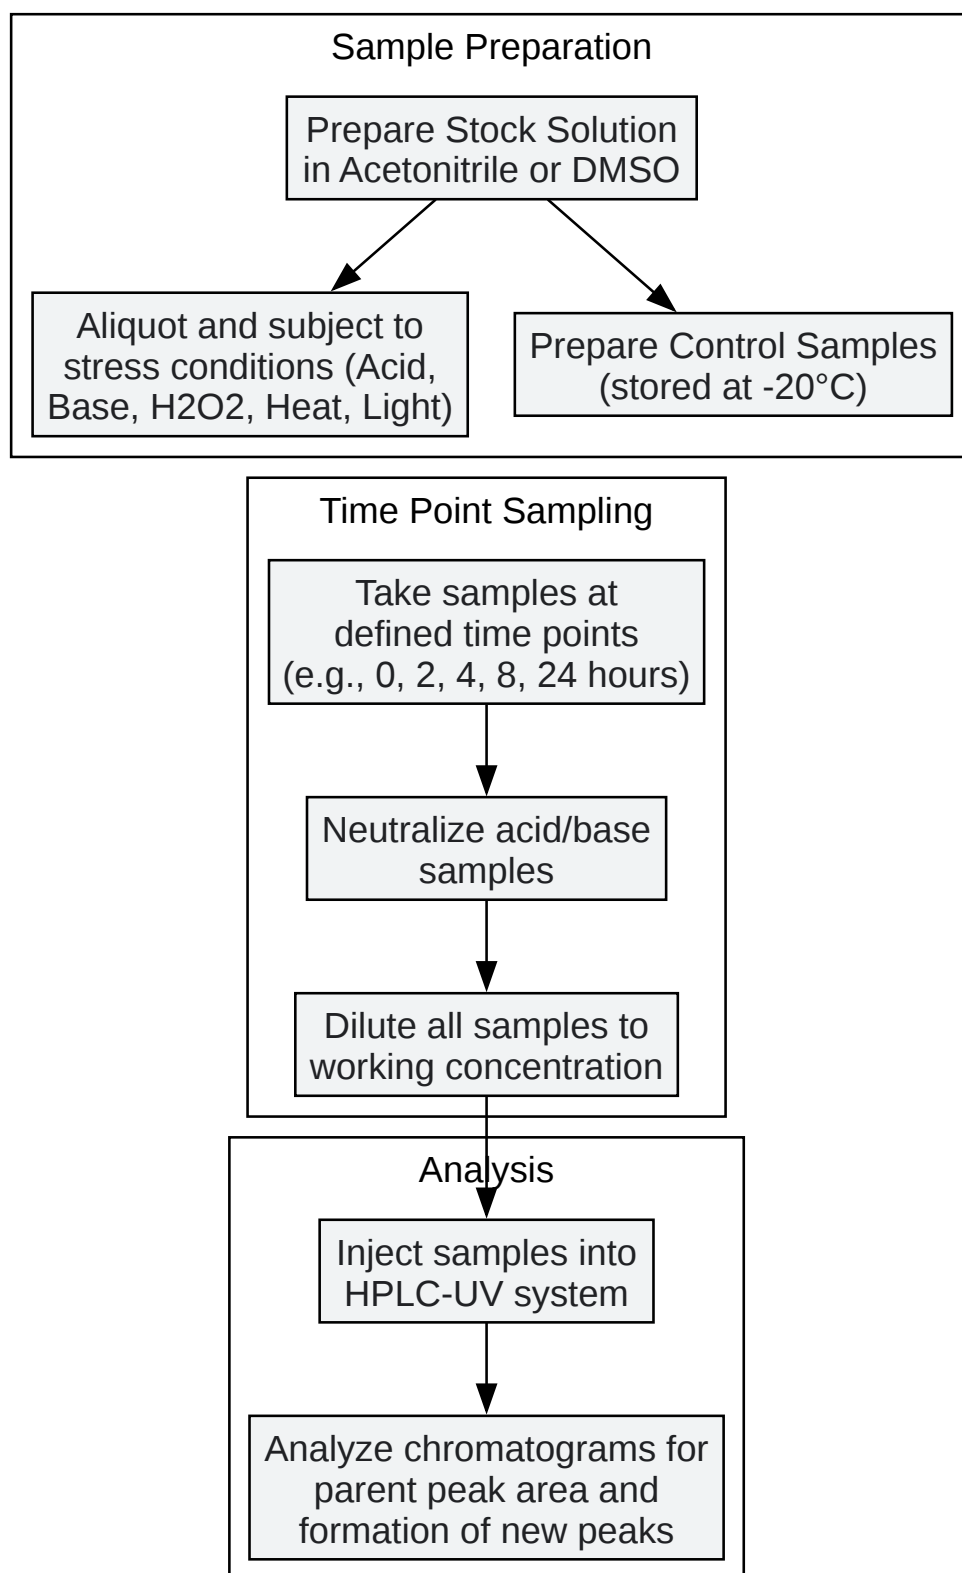 Sample Preparation
Prepare Stock Solution
in Acetonitrile or DMSO
Aliquot and subject to
stress conditions (Acid,
Base, H2O2, Heat, Light)
Prepare Control Samples
(stored at -20°C)
Time Point Sampling
Take samples at
defined time points
(e.g., 0, 2, 4, 8, 24 hours)
Neutralize acid/base
samples
Dilute all samples to
working concentration
Analysis
Inject samples into
HPLC-UV system
Analyze chromatograms for
parent peak area and
formation of new peaks